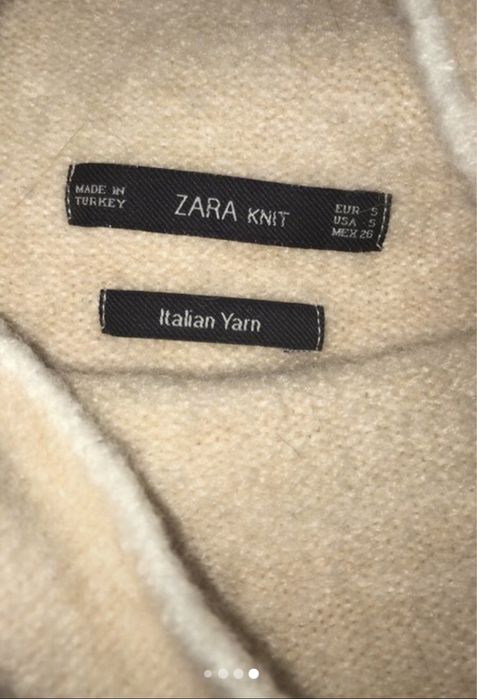 MADE IN
TURKEY
ZARA KNIT
EUR S
USA S
MEX 26
Italian Yarn